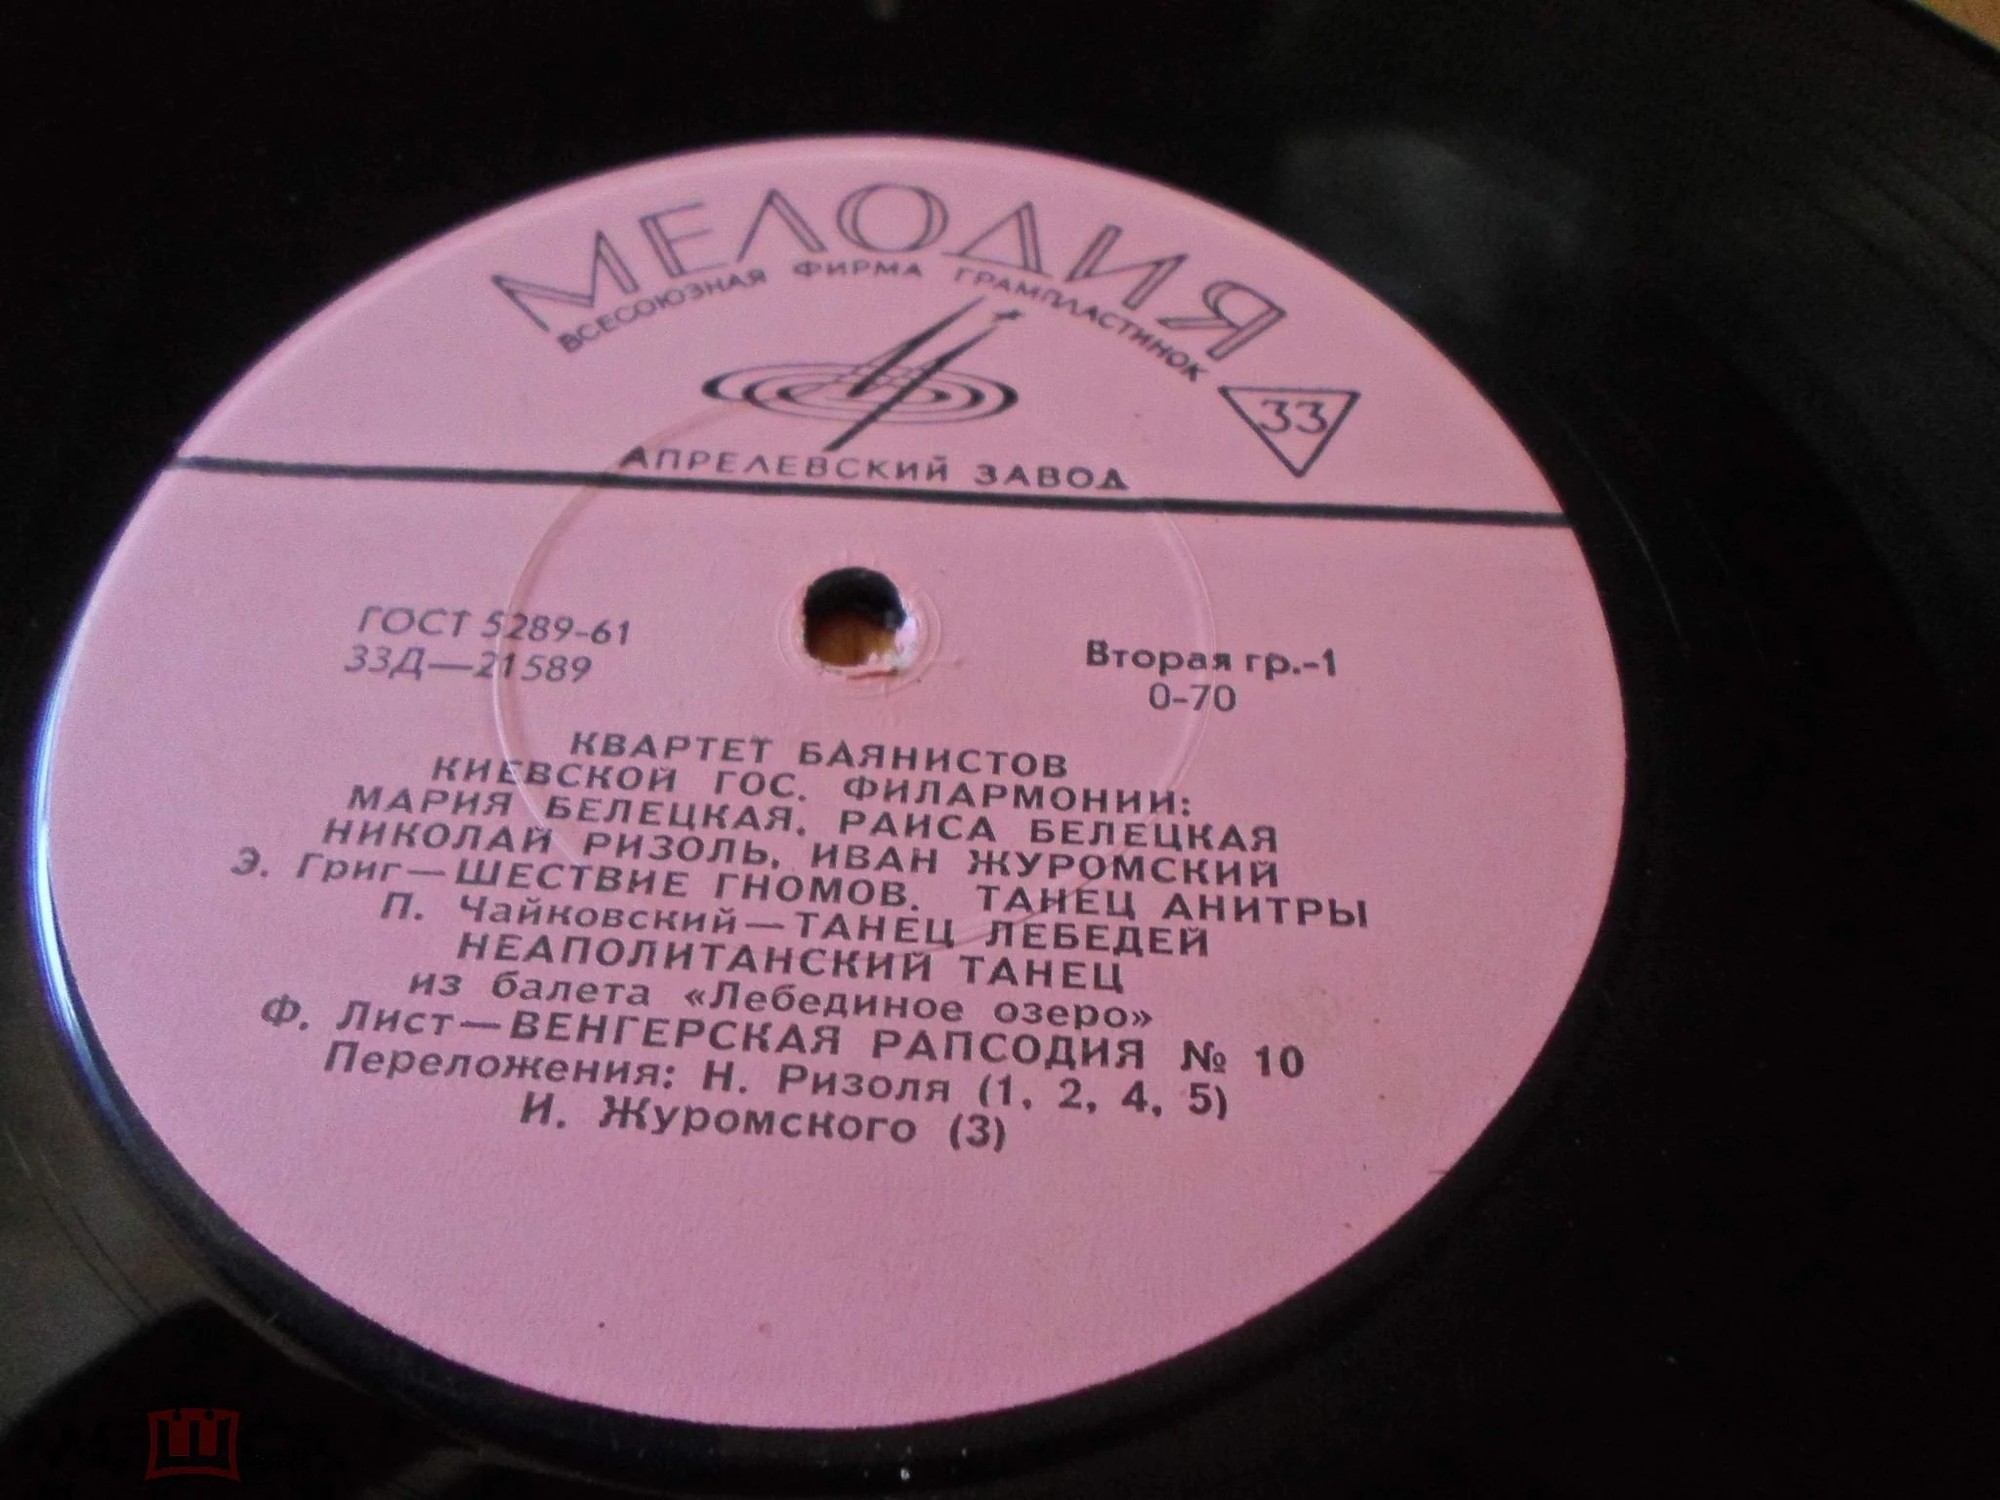 МЕЛОДИЯ
ВСЕСОЮЗНАЯ ФИРМА ГРАМПЛАСТИНОК
33
АПРЕЛЕВСКИЙ ЗАВОД
ГОСТ 5289-61
33Д—21589
Вторая гр.-1
0-70
КВАРТЕТ БАЯНИСТОВ
КИЕВСКОЙ ГОС. ФИЛАРМОНИИ:
МАРИЯ БЕЛЕЦКАЯ, РАИСА БЕЛЕЦКАЯ
НИКОЛАЙ РИЗОЛЬ, ИВАН ЖУРОМСКИЙ
Э. Григ—ШЕСТВИЕ ГНОМОВ. ТАНЕЦ АНИТРЫ
П. Чайковский—ТАНЕЦ ЛЕБЕДЕЙ
НЕАПОЛИТАНСКИЙ ТАНЕЦ
из балета «Лебединое озеро»
Ф. Лист—ВЕНГЕРСКАЯ РАПСОДИЯ № 10
Переложения: Н. Ризоля (1, 2, 4, 5)
И. Журомского (3)